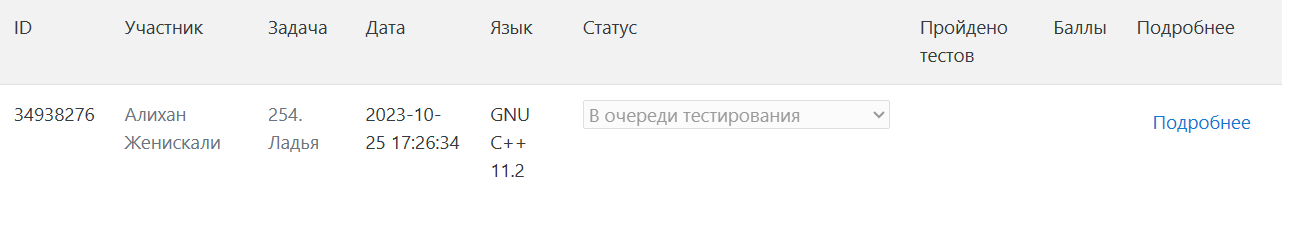 ID Участник Задача Дата Язык Статус Пройдено тестов Баллы Подробнее
34938276 Алихан 254. 2023-10- GNU В очереди тестирования Подробнее
Женискали Ладья 25 17:26:34 C++
11.2